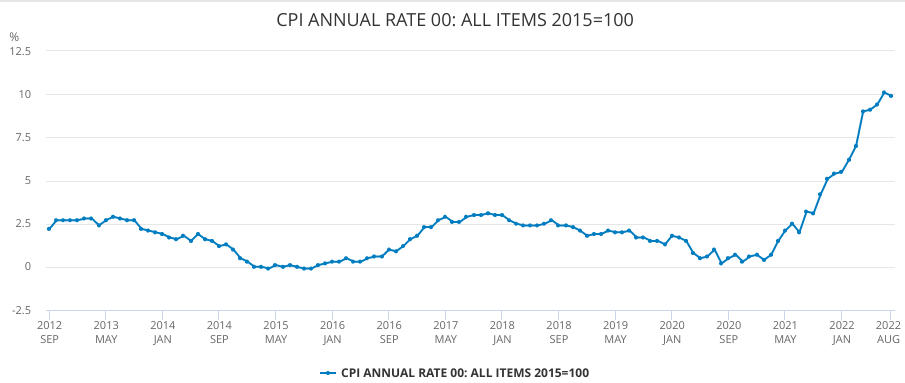 CPI ANNUAL RATE 00: ALL ITEMS 2015=100
%
12.5
10
7.5
5
2.5
0
-2.5
2012 2013 2014 2015 2016 2016 2017 2018 2018 2019 2020 2020 2021 2022 2022
SEP MAY JAN SEP MAY JAN SEP MAY JAN SEP MAY JAN SEP MAY JAN AUG
CPI ANNUAL RATE 00: ALL ITEMS 2015=100